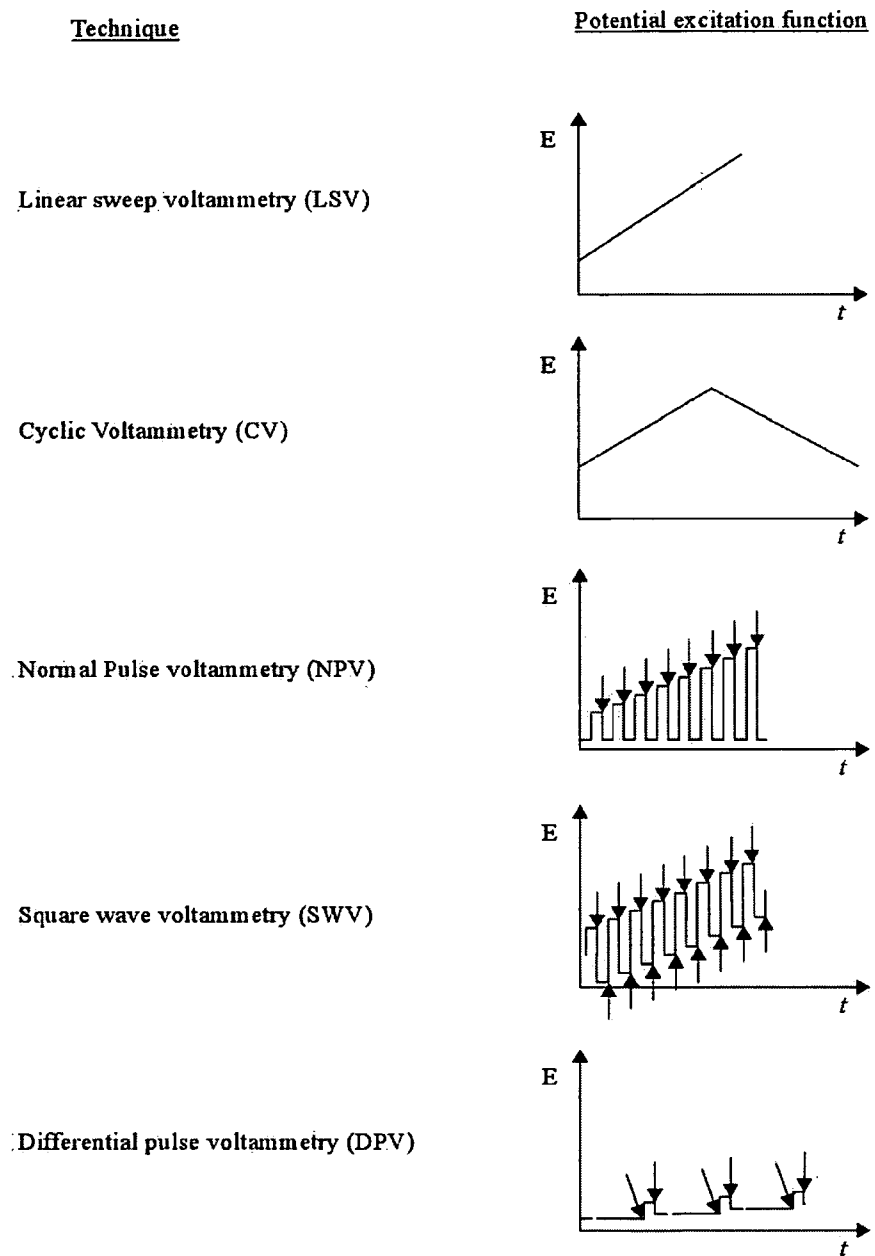 Technique
Potential excitation function
E
Linear sweep voltammetry (LSV)
t
E
Cyclic Voltammetry (CV)
t
E
Normal Pulse voltammetry (NPV)
t
E
Square wave voltammetry (SWV)
t
E
Differential pulse voltammetry (DPV)
t